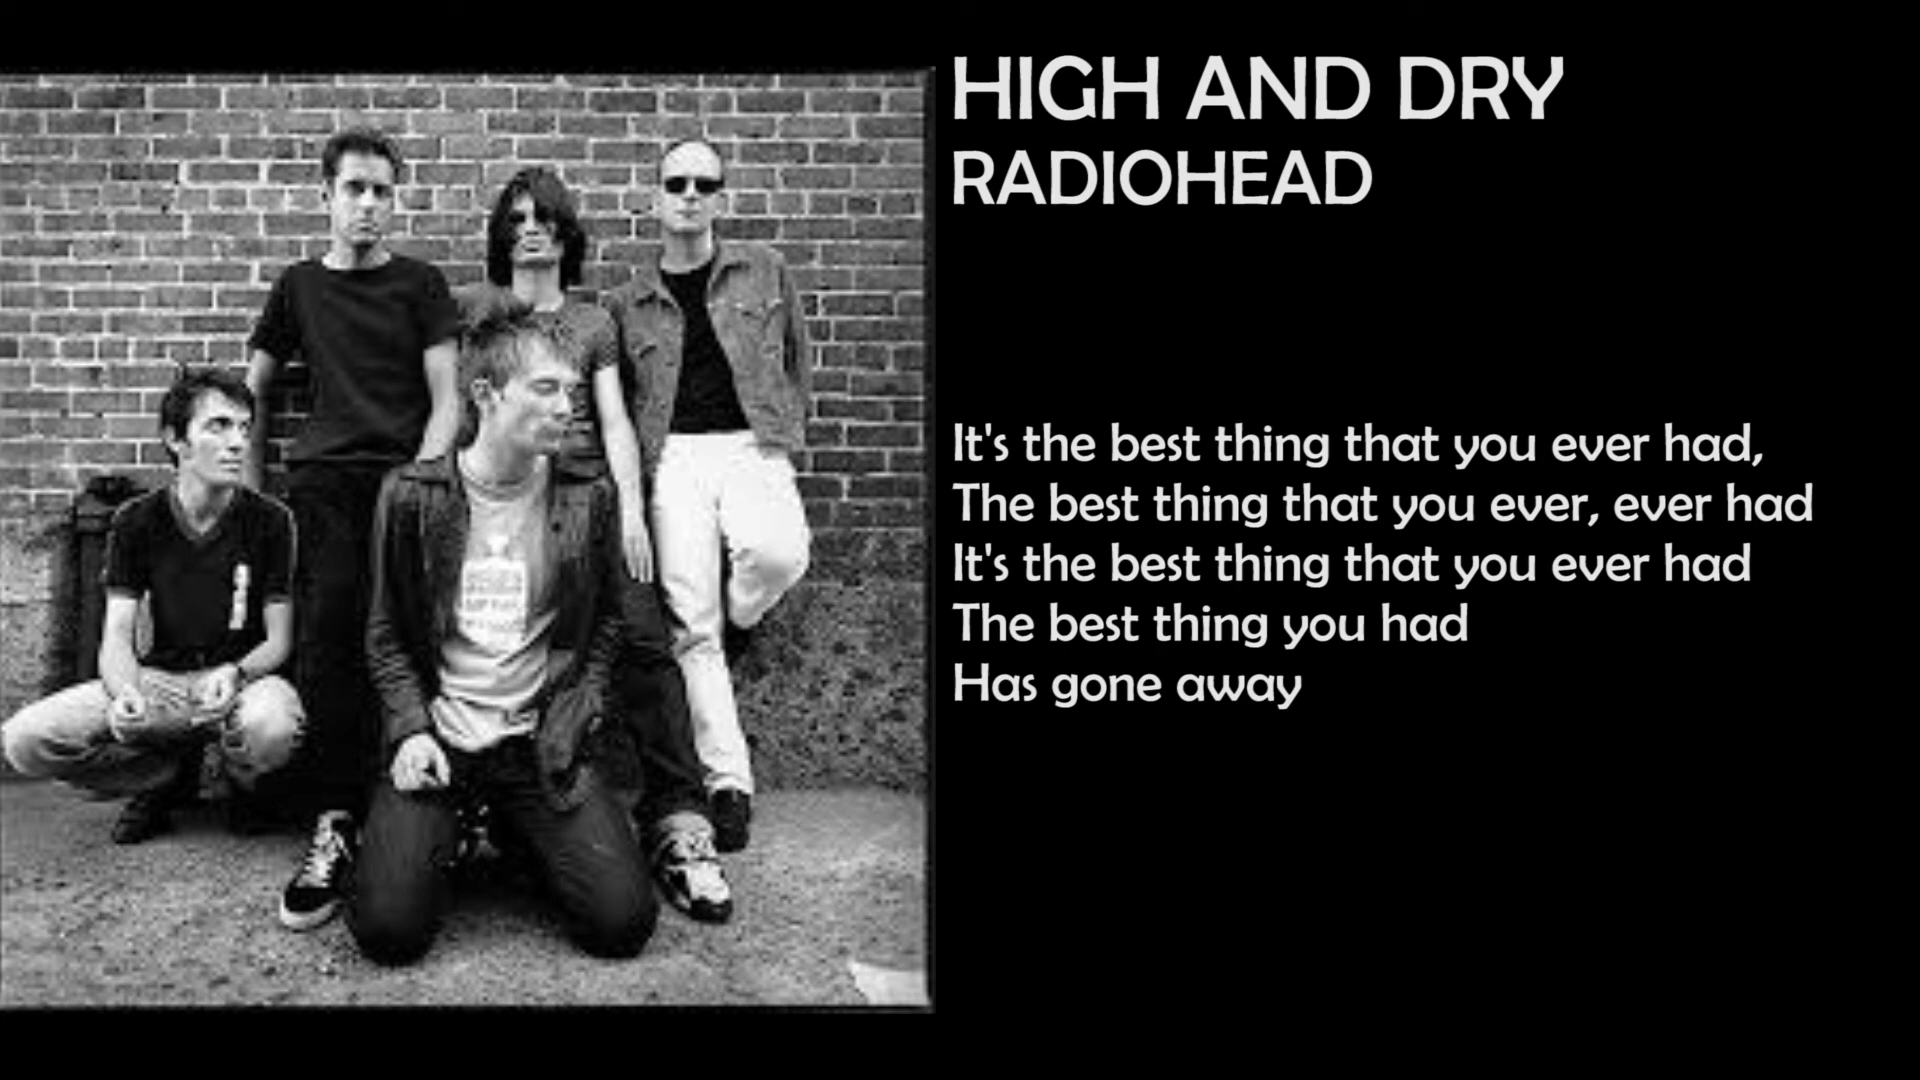 HIGH AND DRY
RADIOHEAD
It's the best thing that you ever had,
The best thing that you ever, ever had
It's the best thing that you ever had
The best thing you had
Has gone away